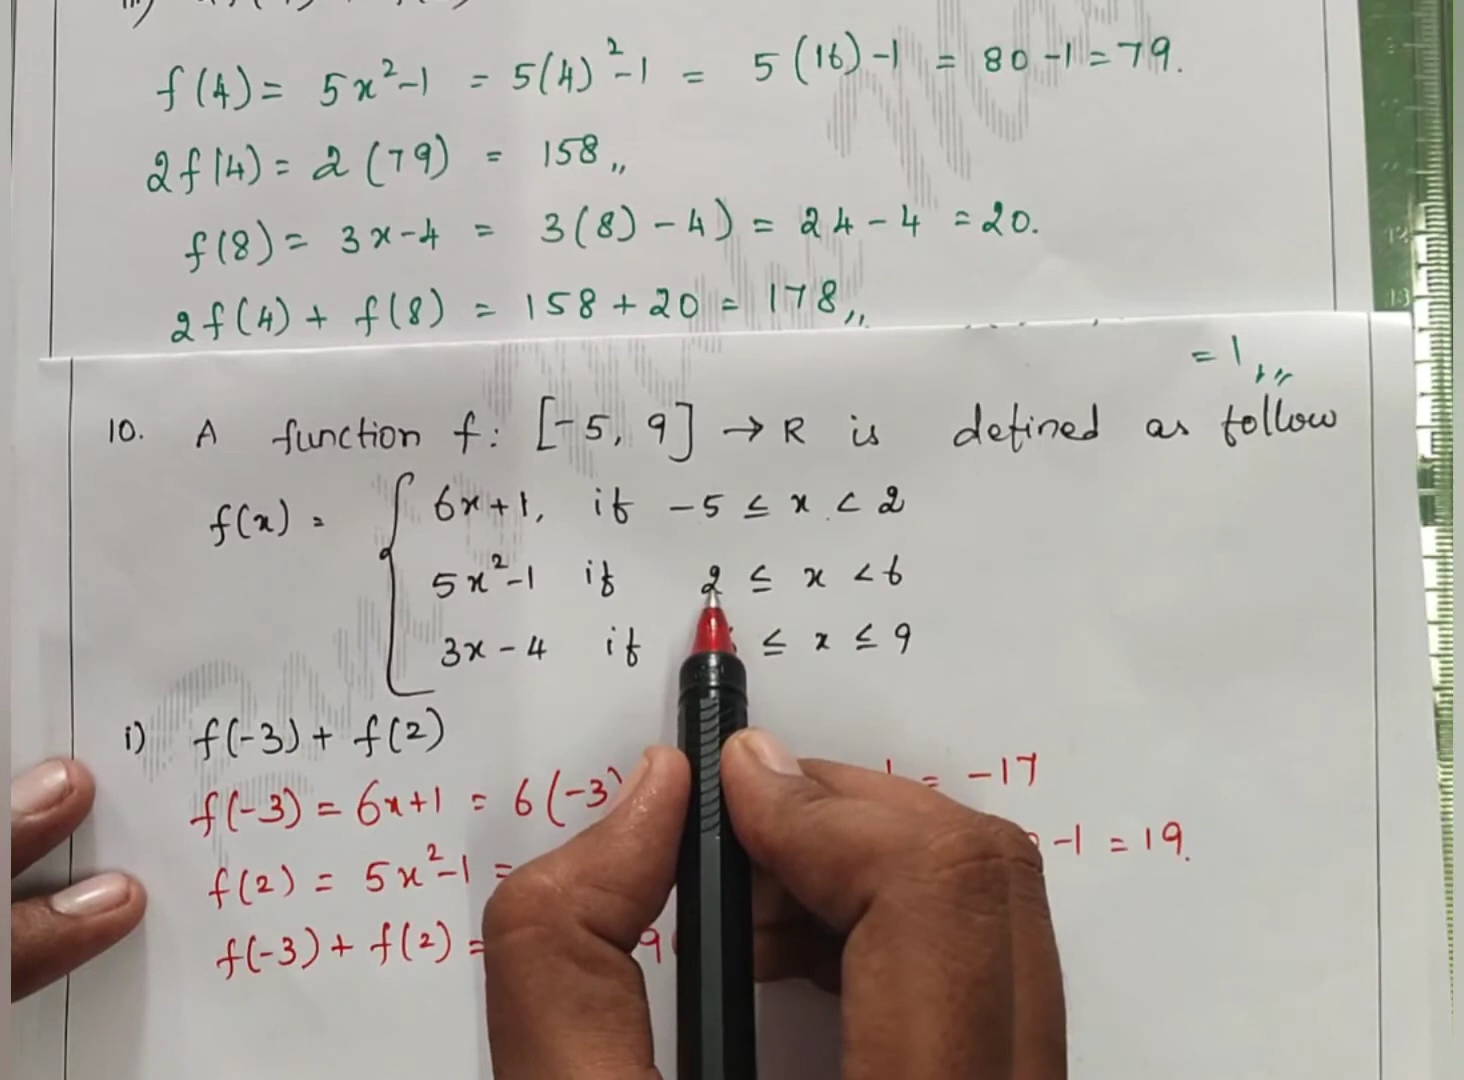 f(4) = 5x²-1 = 5(4)²-1 = 5(16)-1 = 80-1=79.
2f(4) = 2(79) = 158,,
f(8) = 3x-4 = 3(8)-4) = 24-4 = 20.
2f(4) + f(8) = 158+20 = 178,,
= 1,,
10. A function f: [-5, 9] → R is defined as follow
f(x) = { 6x+1, if -5 ≤ x < 2
5x²-1 if 2 ≤ x < 6
3x-4 if ≤ x ≤ 9
i) f(-3) + f(2)
f(-3) = 6x+1 = 6(-3) = -17
f(2) = 5x²-1 = -1 = 19.
f(-3) + f(2) =